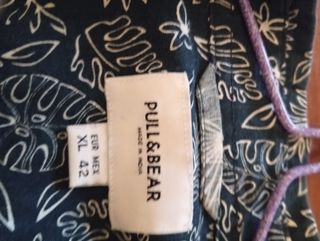 PULL&BEAR
MADE IN INDIA
EUR MEX
XL 42